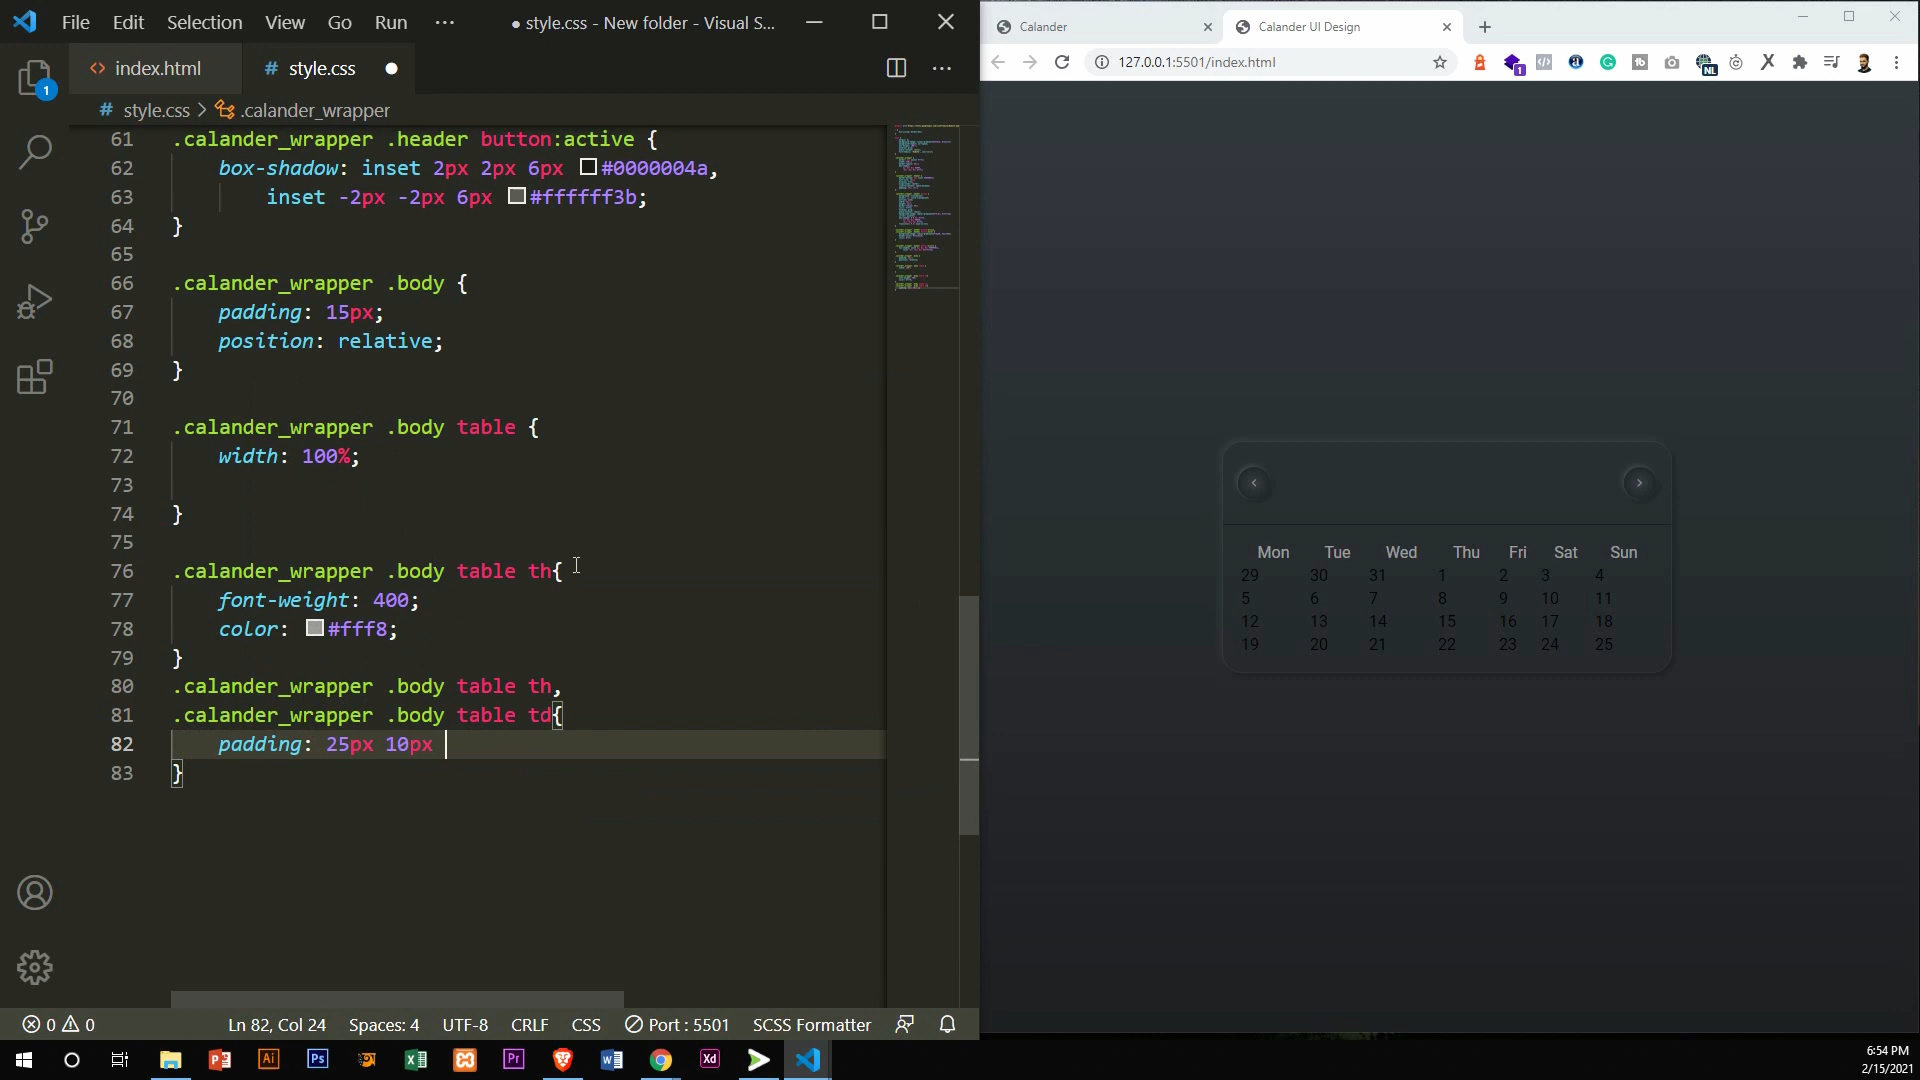 File Edit Selection View Go Run ··· ● style.css - New folder - Visual S...
<> index.html # style.css ●
1
# style.css > .calander_wrapper
61 .calander_wrapper .header button:active {
62 box-shadow: inset 2px 2px 6px #0000004a,
63 inset -2px -2px 6px #ffffff3b;
64 }
65
66 .calander_wrapper .body {
67 padding: 15px;
68 position: relative;
69 }
70
71 .calander_wrapper .body table {
72 width: 100%;
73
74 }
75
76 .calander_wrapper .body table th{
77 font-weight: 400;
78 color: #fff8;
79 }
80 .calander_wrapper .body table th,
81 .calander_wrapper .body table td{
82 padding: 25px 10px
83 }
0 0 Ln 82, Col 24 Spaces: 4 UTF-8 CRLF CSS Port : 5501 SCSS Formatter
Calander Calander UI Design
127.0.0.1:5501/index.html
1 NL
Mon Tue Wed Thu Fri Sat Sun
29 30 31 1 2 3 4
5 6 7 8 9 10 11
12 13 14 15 16 17 18
19 20 21 22 23 24 25
Ai Ps Pr Xd
6:54 PM
2/15/2021